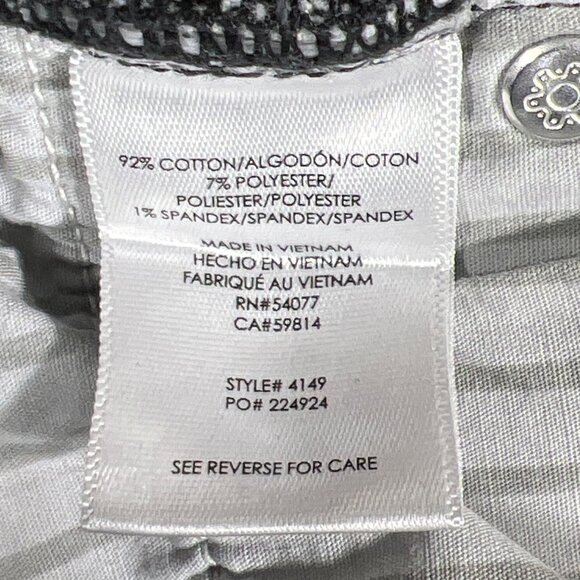 92% COTTON/ALGODÓN/COTON
7% POLYESTER/
POLIESTER/POLYESTER
1% SPANDEX/SPANDEX/SPANDEX
MADE IN VIETNAM
HECHO EN VIETNAM
FABRIQUÉ AU VIETNAM
RN#54077
CA#59814
STYLE# 4149
PO# 224924
SEE REVERSE FOR CARE